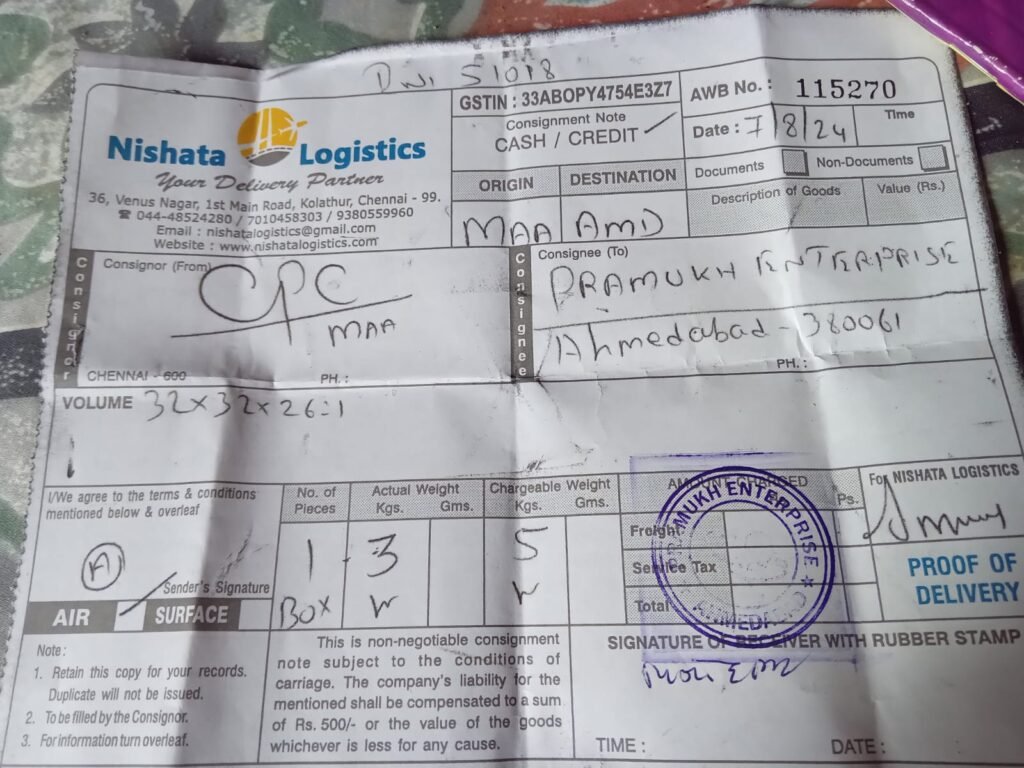 51018
Nishata Logistics
Your Delivery Partner
36, Venus Nagar, 1st Main Road, Kolathur, Chennai - 99.
☎ 044-48524280 / 7010458303 / 9380559960
Email : nishatalogistics@gmail.com
Website : www.nishatalogistics.com
GSTIN : 33ABOPY4754E3Z7
Consignment Note
CASH / CREDIT ✓
ORIGIN DESTINATION
MAA AMD
AWB No. : 115270
Date : 7/8/24 Time
Documents Non-Documents
Description of Goods Value (Rs.)
Consignor
Consignor (From)
CPC
MAA
CHENNAI - 600 PH. :
Consignee
Consignee (To)
PRAMUKH ENTERPRISE
Ahmedabad - 380061
PH. :
VOLUME 32x32x26=1
I/We agree to the terms & conditions
mentioned below & overleaf
A
Sender's Signature
AIR ✓ SURFACE
No. of Pieces Actual Weight Kgs. Gms. Chargeable Weight Kgs. Gms.
1 3 5
BOX
AMOUNT CHARGED
Ps.
Freight
Service Tax
Total
PRAMUKH ENTERPRISE ★
AHMEDABAD
For NISHATA LOGISTICS
PROOF OF
DELIVERY
Note :
1. Retain this copy for your records.
Duplicate will not be issued.
2. To be filled by the Consignor.
3. For information turn overleaf.
This is non-negotiable consignment
note subject to the conditions of
carriage. The company's liability for the
mentioned shall be compensated to a sum
of Rs. 500/- or the value of the goods
whichever is less for any cause.
SIGNATURE OF RECEIVER WITH RUBBER STAMP
TIME : DATE :